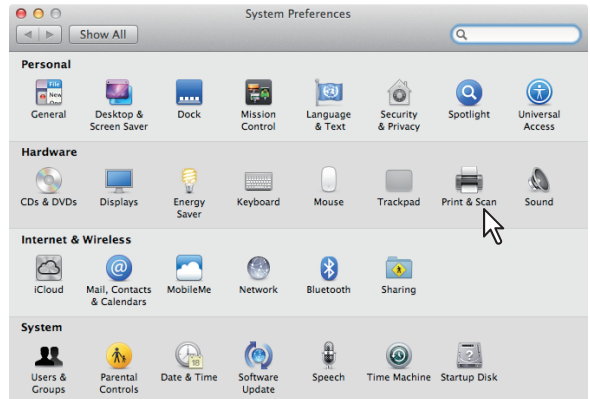 System Preferences
Show All
Personal
General
Desktop &
Screen Saver
Dock
Mission
Control
Language
& Text
Security
& Privacy
Spotlight
Universal
Access
Hardware
CDs & DVDs
Displays
Energy
Saver
Keyboard
Mouse
Trackpad
Print & Scan
Sound
Internet & Wireless
iCloud
Mail, Contacts
& Calendars
MobileMe
Network
Bluetooth
Sharing
System
Users &
Groups
Parental
Controls
Date & Time
Software
Update
Speech
Time Machine
Startup Disk